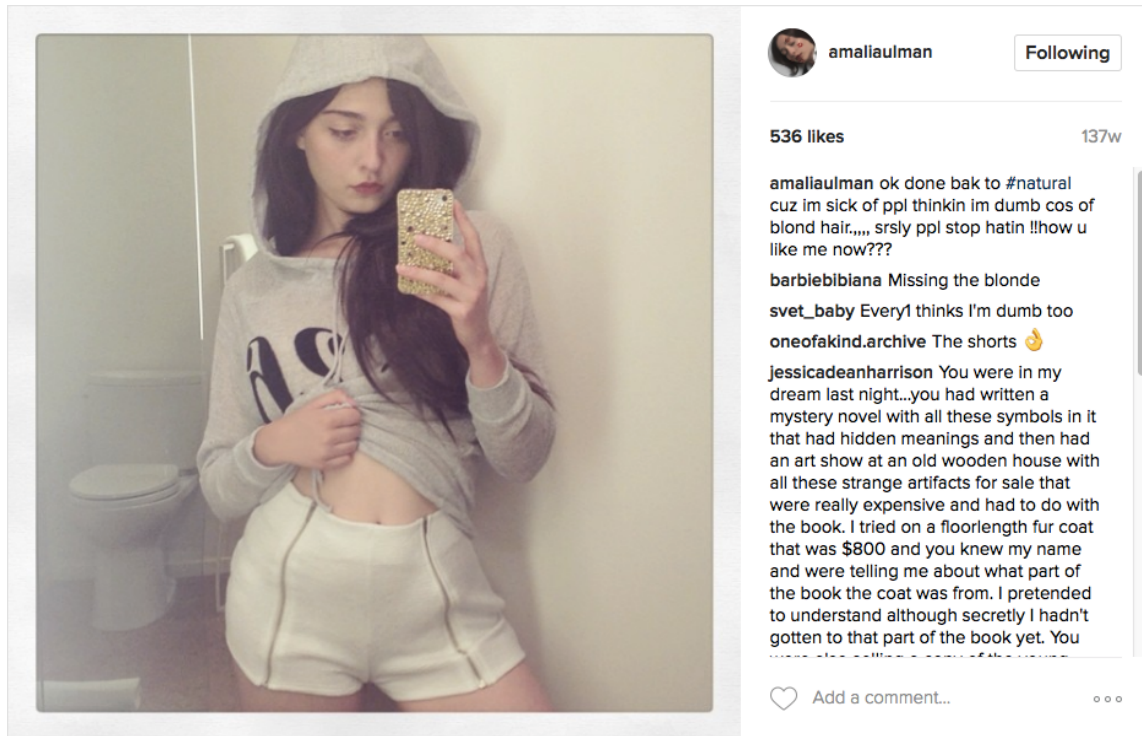 amaliaulman
Following
536 likes
137w
amaliaulman ok done bak to #natural
cuz im sick of ppl thinkin im dumb cos of
blond hair.,,,, srsly ppl stop hatin !!how u
like me now???
barbiebibiana Missing the blonde
svet_baby Every1 thinks I'm dumb too
oneofakind.archive The shorts 👌
jessicadeanharrison You were in my
dream last night...you had written a
mystery novel with all these symbols in it
that had hidden meanings and then had
an art show at an old wooden house with
all these strange artifacts for sale that
were really expensive and had to do with
the book. I tried on a floorlength fur coat
that was $800 and you knew my name
and were telling me about what part of
the book the coat was from. I pretended
to understand although secretly I hadn't
gotten to that part of the book yet. You
Add a comment...